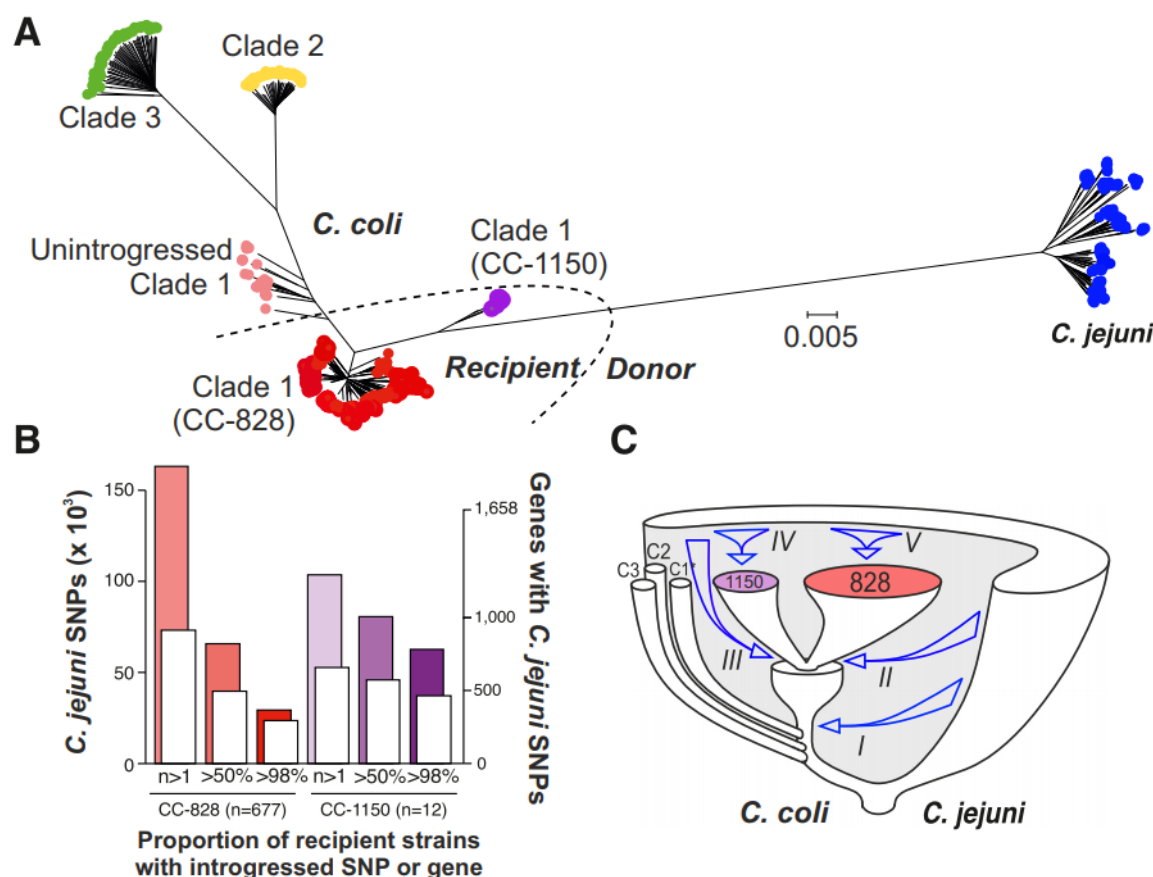 A
Clade 3
Clade 2
C. coli
Unintrogressed
Clade 1
Clade 1
(CC-1150)
0.005
C. jejuni
Clade 1
(CC-828)
Recipient
Donor
B
C. jejuni SNPs (x 10³)
150
100
50
0
Genes with C. jejuni SNPs
1,658
1,000
500
0
n>1 >50% >98% n>1 >50% >98%
CC-828 (n=677) CC-1150 (n=12)
Proportion of recipient strains
with introgressed SNP or gene
C
IV
V
C2
C3
C1*
1150
828
III
II
I
C. coli
C. jejuni